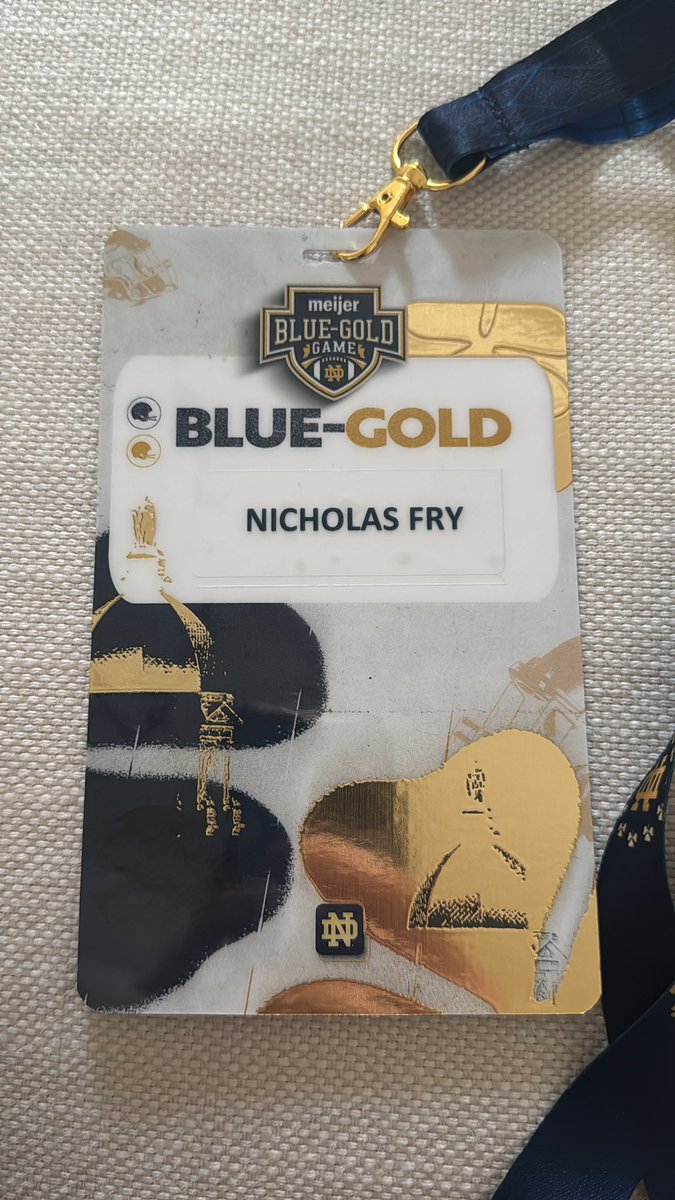 meijer
BLUE-GOLD
GAME
ND
BLUE-GOLD
NICHOLAS FRY
ND